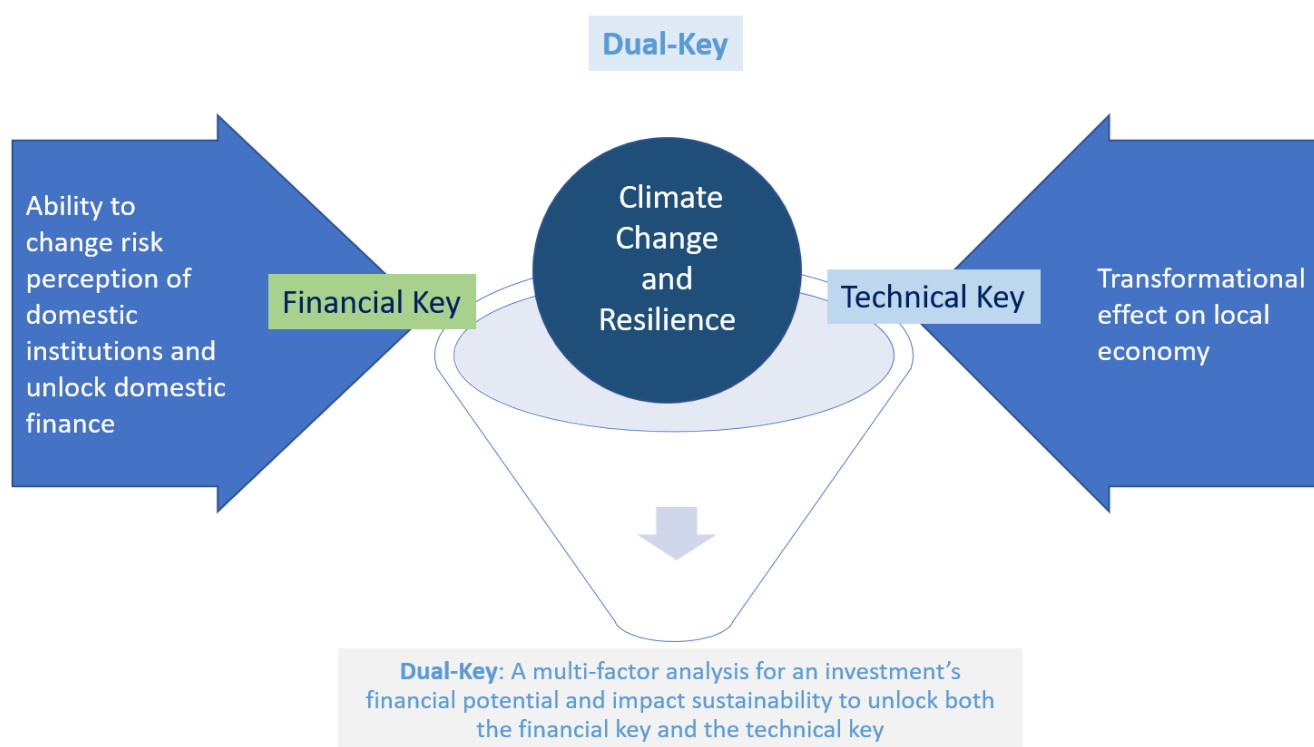 Dual-Key
Ability to
change risk
perception of
domestic
institutions and
unlock domestic
finance
Financial Key
Climate
Change
and
Resilience
Technical Key
Transformational
effect on local
economy
Dual-Key: A multi-factor analysis for an investment’s
financial potential and impact sustainability to unlock both
the financial key and the technical key